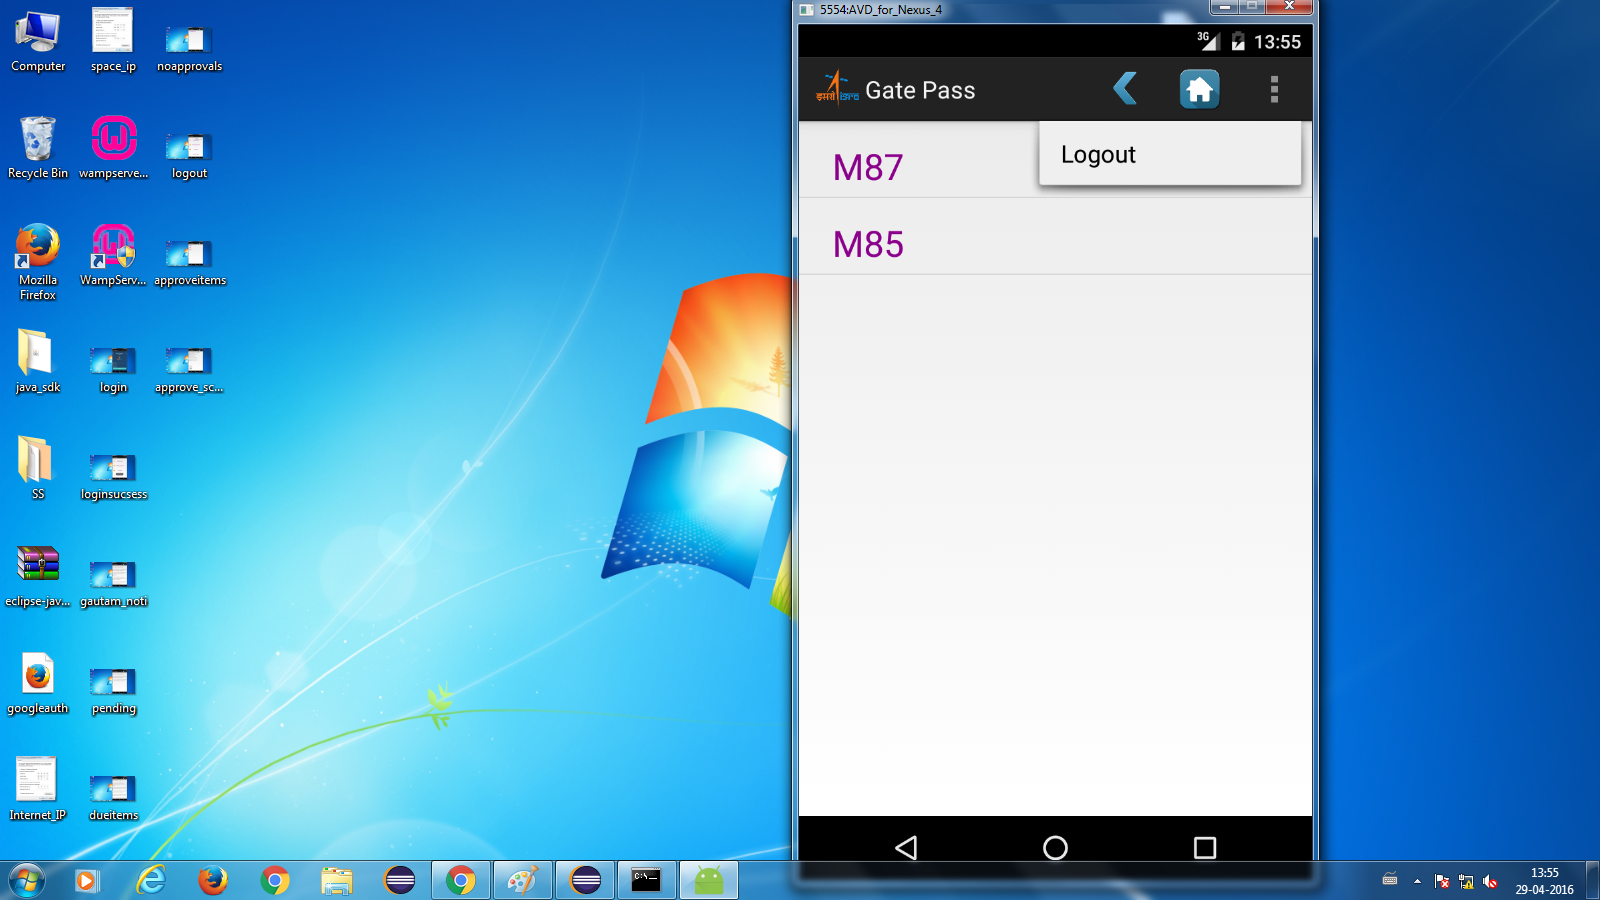 Computer
space_ip
noapprovals
Recycle Bin
wampserve...
logout
Mozilla
Firefox
WampServ...
approveitems
java_sdk
login
approve_sc...
SS
loginsucsess
eclipse-jav...
gautam_noti
googleauth
pending
Internet_IP
dueitems
5554:AVD_for_Nexus_4
3G
13:55
इसरो isro
Gate Pass
Logout
M87
M85
C:\_
13:55
29-04-2016